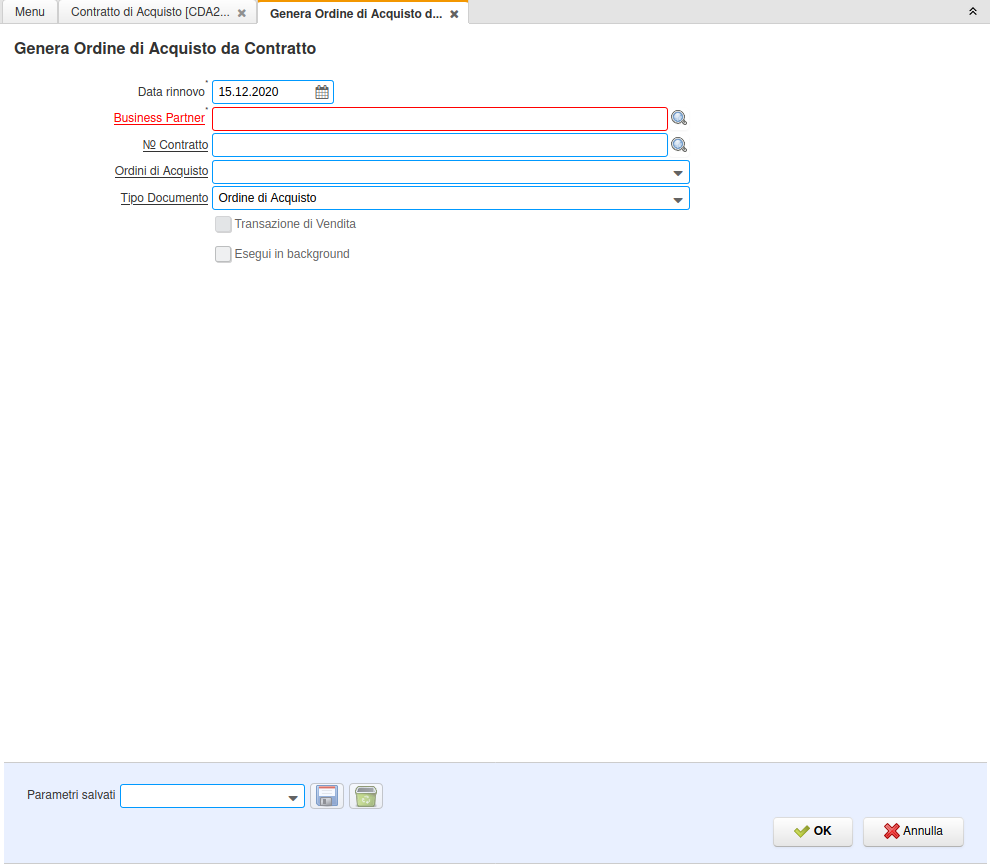 Menu
Contratto di Acquisto [CDA2...
Genera Ordine di Acquisto d...
Genera Ordine di Acquisto da Contratto
Data rinnovo* 15.12.2020
Business Partner*
Nº Contratto
Ordini di Acquisto
Tipo Documento Ordine di Acquisto
Transazione di Vendita
Esegui in background
Parametri salvati
OK
Annulla